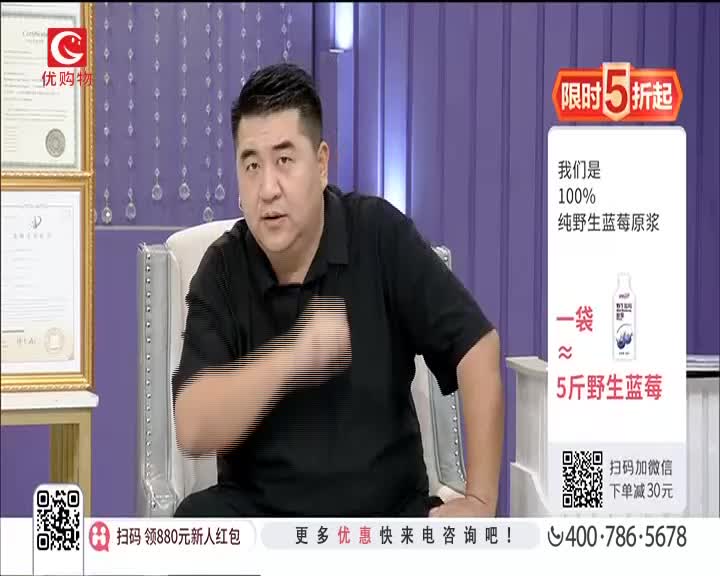 优购物
限时5折起
我们是
100%
纯野生蓝莓原浆
一袋
≈
5斤野生蓝莓
扫码加微信
下单减30元
扫码 领880元新人红包
更多优惠快来电咨询吧！
400-786-5678